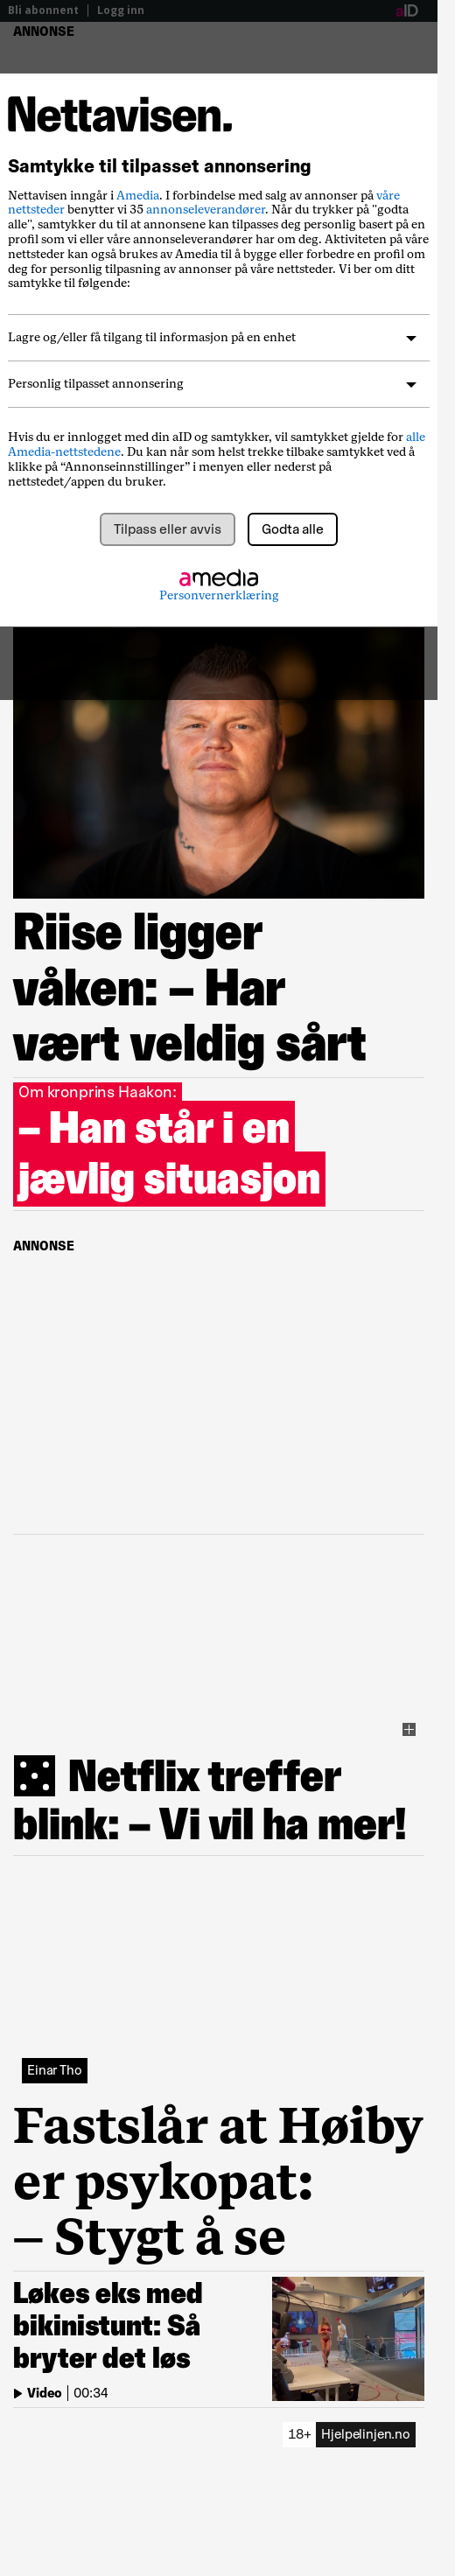 Bli abonnent | Logg inn aID
ANNONSE
Nettavisen.
Samtykke til tilpasset annonsering
Nettavisen inngår i Amedia. I forbindelse med salg av annonser på våre
nettsteder benytter vi 35 annonseleverandører. Når du trykker på "godta
alle", samtykker du til at annonsene kan tilpasses deg personlig basert på en
profil som vi eller våre annonseleverandører har om deg. Aktiviteten på våre
nettsteder kan også brukes av Amedia til å bygge eller forbedre en profil om
deg for personlig tilpasning av annonser på våre nettsteder. Vi ber om ditt
samtykke til følgende:
Lagre og/eller få tilgang til informasjon på en enhet
Personlig tilpasset annonsering
Hvis du er innlogget med din aID og samtykker, vil samtykket gjelde for alle
Amedia-nettstedene. Du kan når som helst trekke tilbake samtykket ved å
klikke på “Annonseinnstillinger” i menyen eller nederst på
nettstedet/appen du bruker.
Tilpass eller avvis Godta alle
amedia
Personvernerklæring
Riise ligger
våken: – Har
vært veldig sårt
Om kronprins Haakon:
– Han står i en
jævlig situasjon
ANNONSE
Netflix treffer
blink: – Vi vil ha mer!
Einar Tho
Fastslår at Høiby
er psykopat:
– Stygt å se
Løkes eks med
bikinistunt: Så
bryter det løs
Video | 00:34
18+ Hjelpelinjen.no